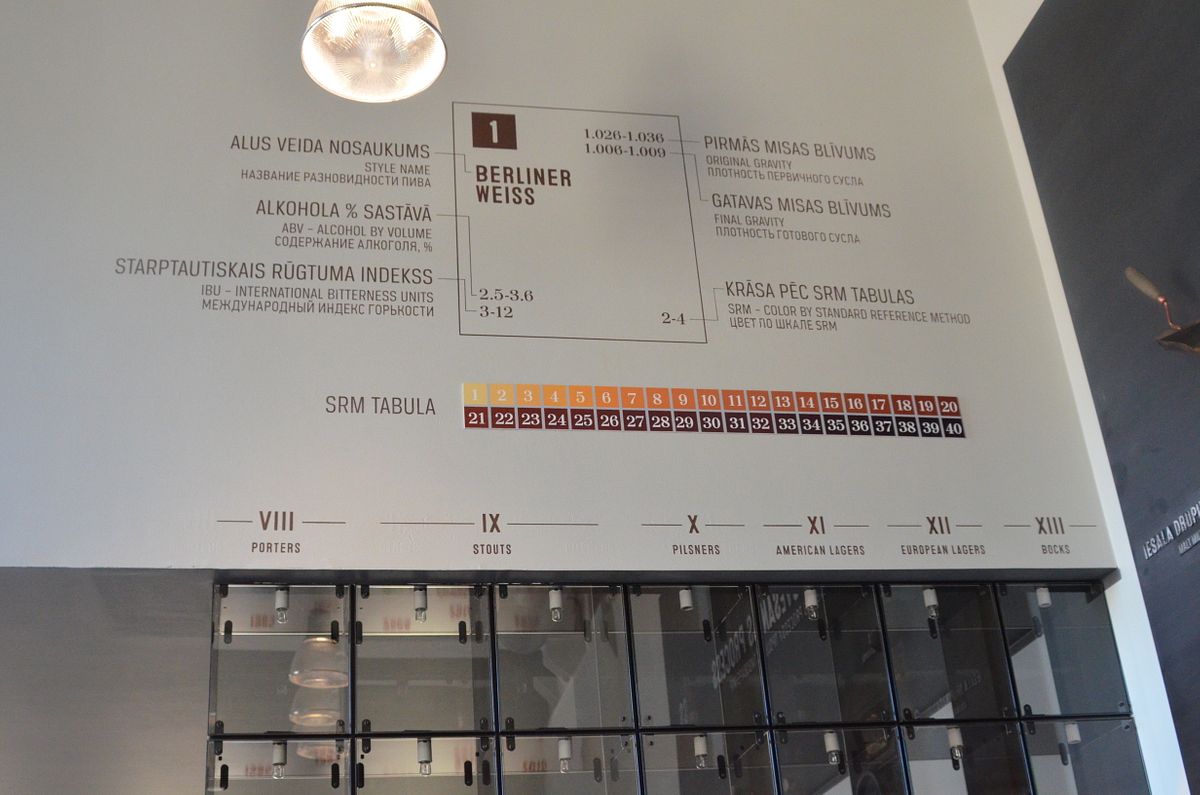 1
BERLINER
WEISS
1.026-1.036
1.006-1.009
2.5-3.6
3-12
2-4
ALUS VEIDA NOSAUKUMS
STYLE NAME
НАЗВАНИЕ РАЗНОВИДНОСТИ ПИВА
ALKOHOLA % SASTĀVĀ
ABV – ALCOHOL BY VOLUME
СОДЕРЖАНИЕ АЛКОГОЛЯ, %
STARPTAUTISKAIS RŪGTUMA INDEKSS
IBU – INTERNATIONAL BITTERNESS UNITS
МЕЖДУНАРОДНЫЙ ИНДЕКС ГОРЬКОСТИ
PIRMĀS MISAS BLĪVUMS
ORIGINAL GRAVITY
ПЛОТНОСТЬ ПЕРВИЧНОГО СУСЛА
GATAVAS MISAS BLĪVUMS
FINAL GRAVITY
ПЛОТНОСТЬ ГОТОВОГО СУСЛА
KRĀSA PĒC SRM TABULAS
SRM – COLOR BY STANDARD REFERENCE METHOD
ЦВЕТ ПО ШКАЛЕ SRM
SRM TABULA
1 2 3 4 5 6 7 8 9 10 11 12 13 14 15 16 17 18 19 20
21 22 23 24 25 26 27 28 29 30 31 32 33 34 35 36 37 38 39 40
VIII
PORTERS
IX
STOUTS
X
PILSNERS
XI
AMERICAN LAGERS
XII
EUROPEAN LAGERS
XIII
BOCKS
IESALA